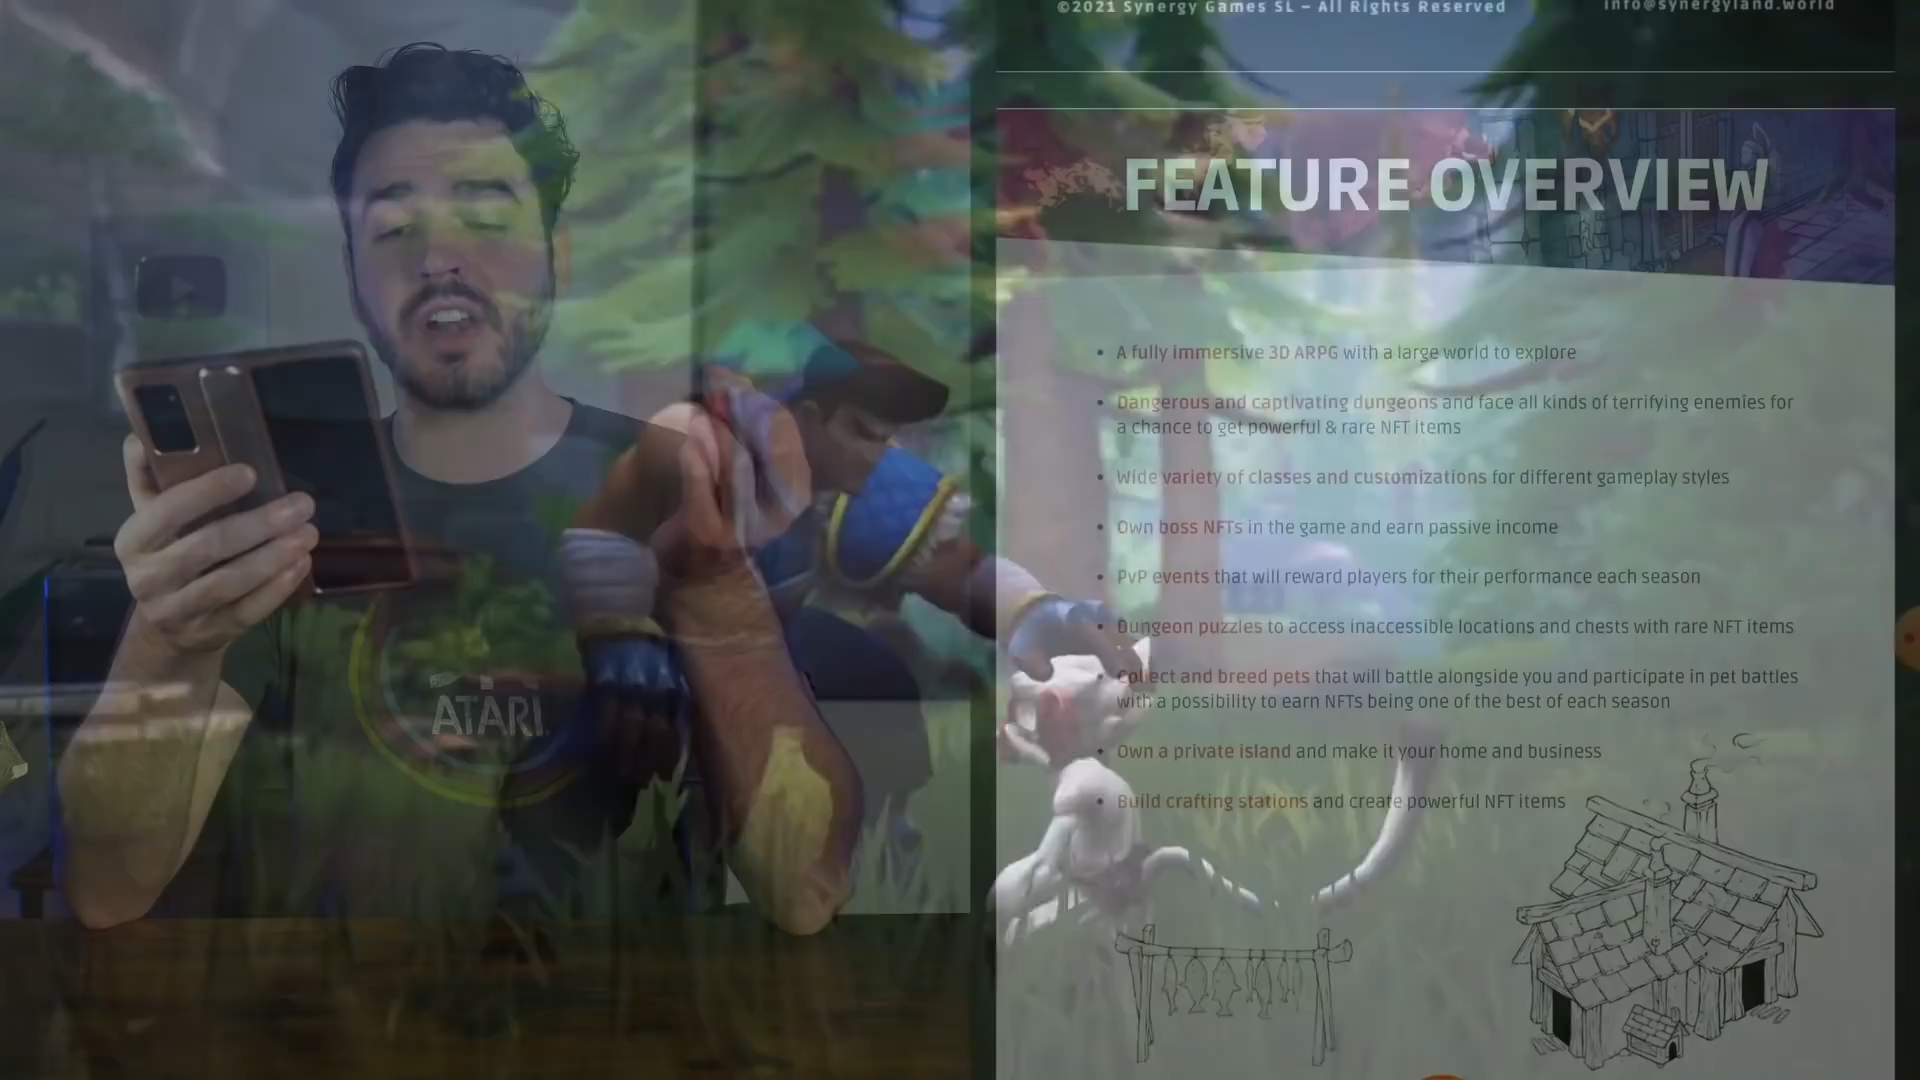 ©2021 Synergy Games SL – All Rights Reserved
info@synergyland.world
FEATURE OVERVIEW
• A fully immersive 3D ARPG with a large world to explore
• Dangerous and captivating dungeons and face all kinds of terrifying enemies for
a chance to get powerful & rare NFT items
• Wide variety of classes and customizations for different gameplay styles
• Own boss NFTs in the game and earn passive income
• PvP events that will reward players for their performance each season
• Dungeon puzzles to access inaccessible locations and chests with rare NFT items
• Collect and breed pets that will battle alongside you and participate in pet battles
with a possibility to earn NFTs being one of the best of each season
• Own a private island and make it your home and business
• Build crafting stations and create powerful NFT items
ATARI